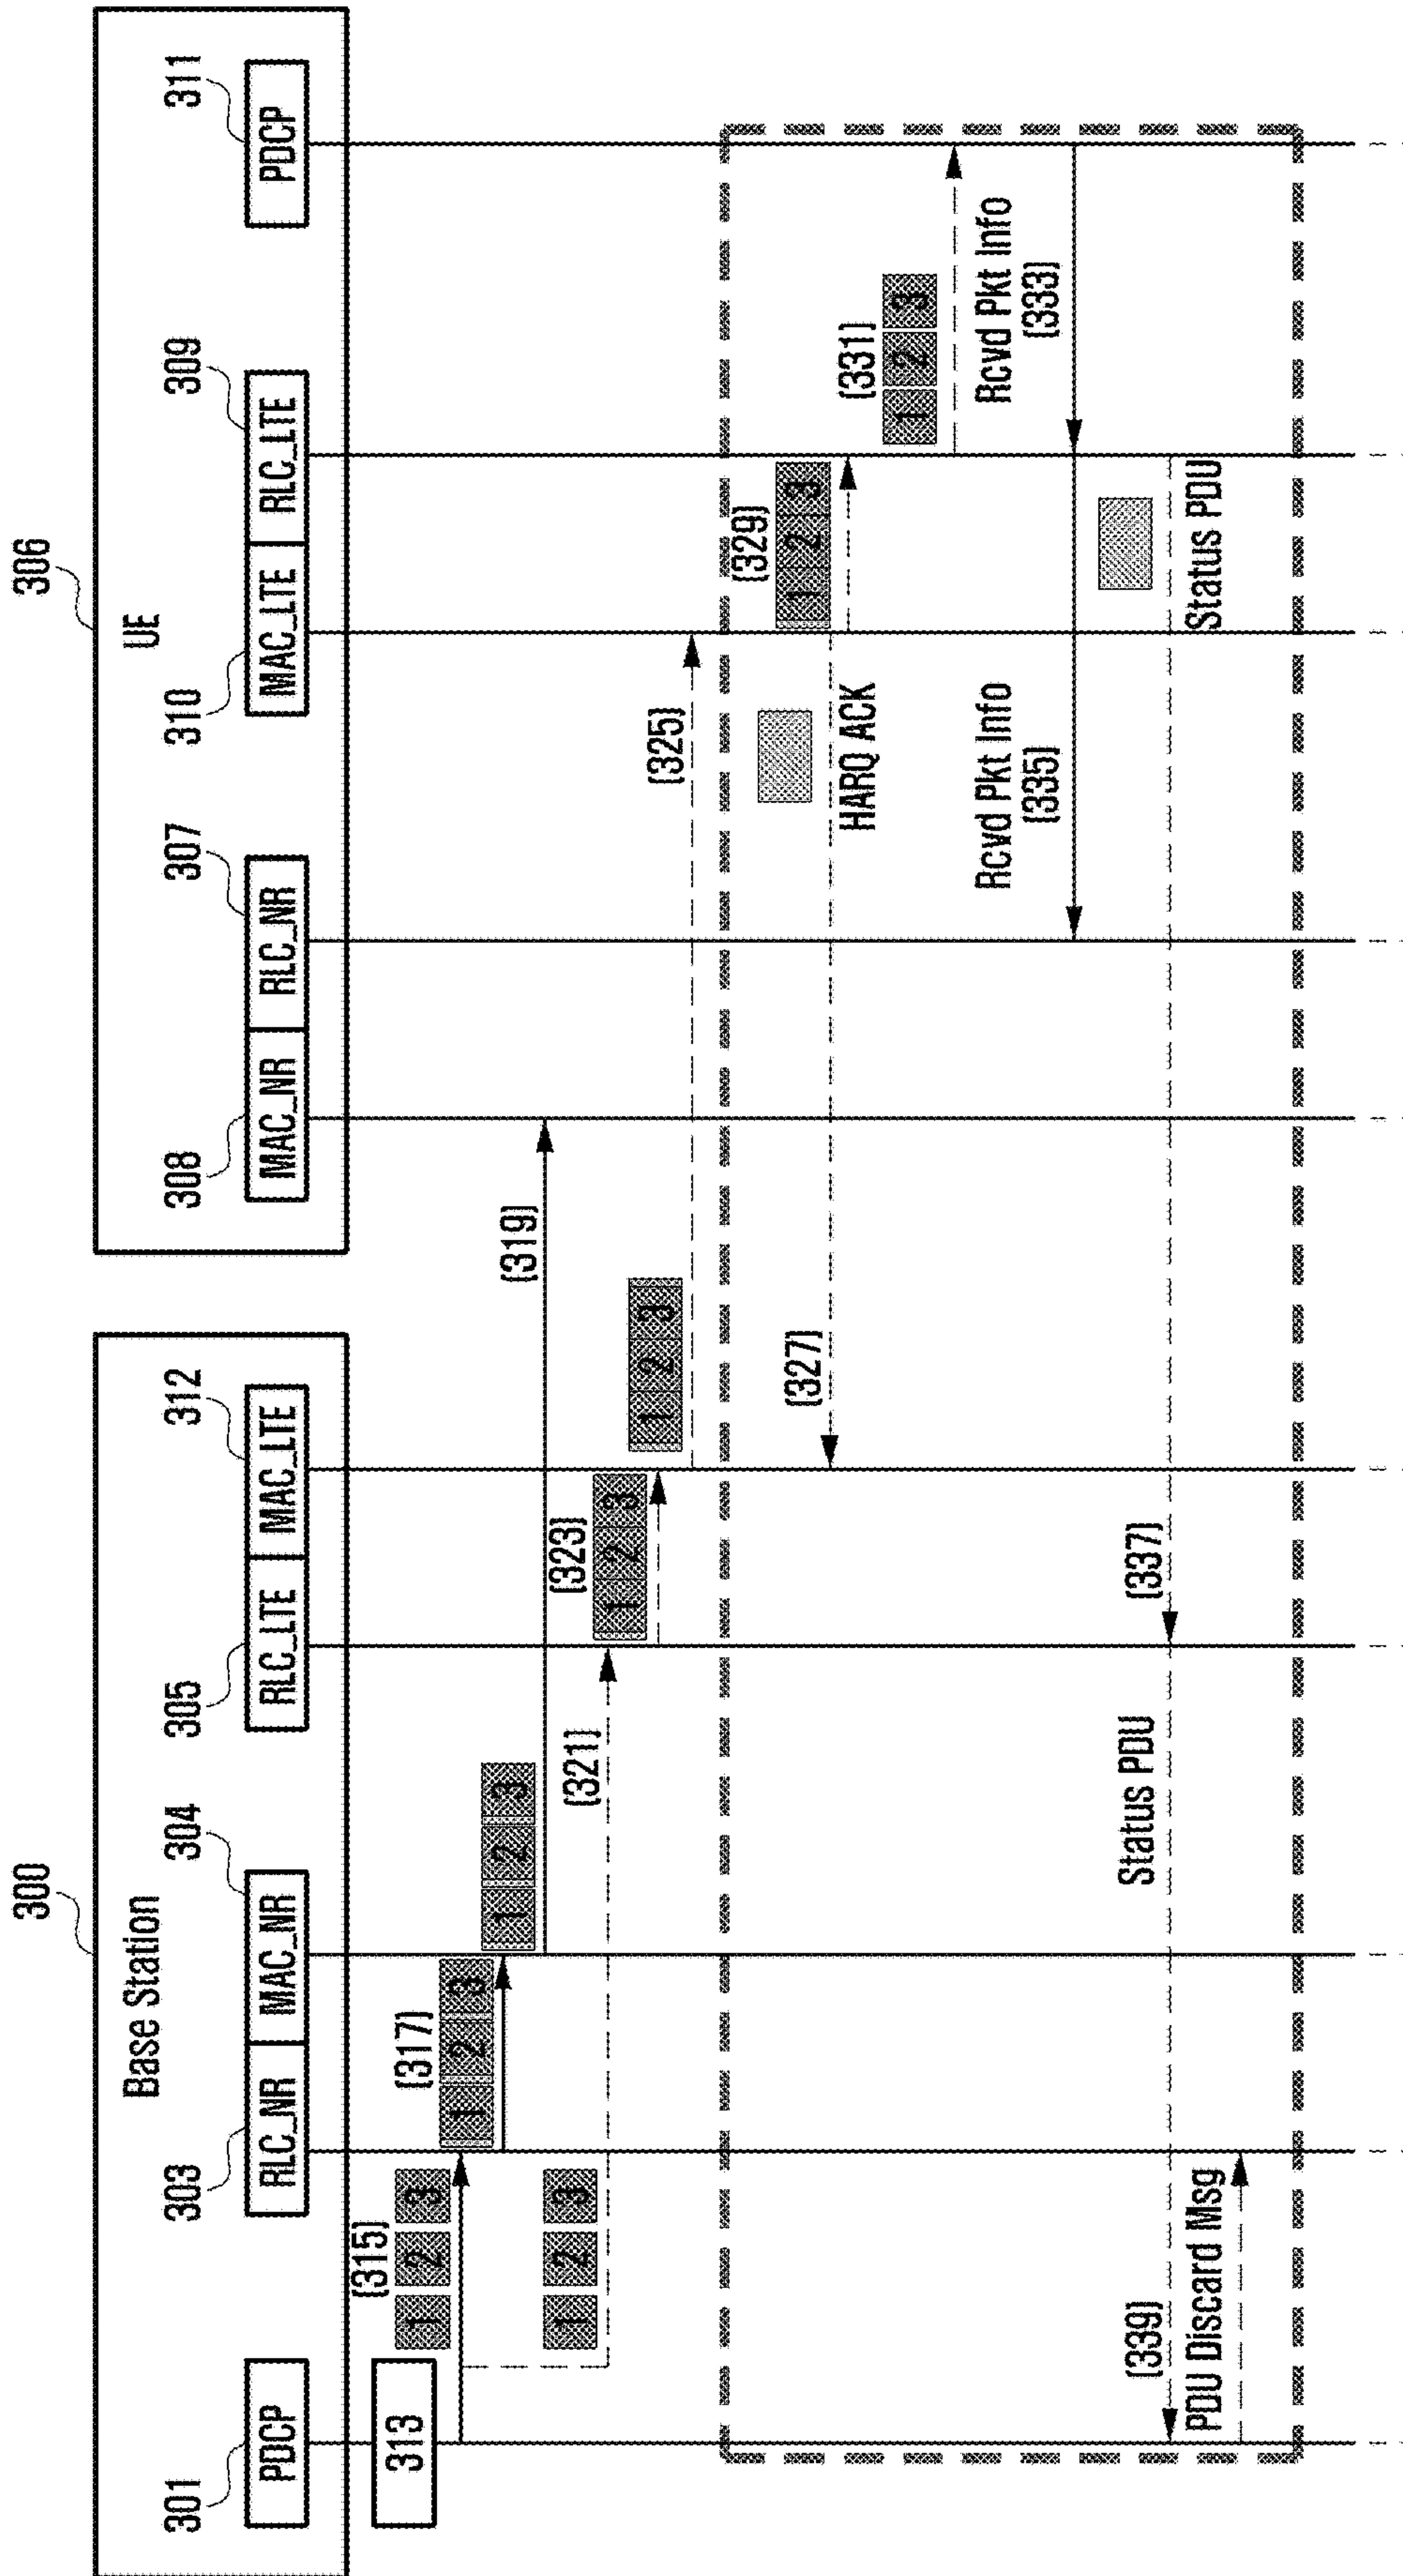 300
Base Station
301
PDCP
303
RLC_NR
304
MAC_NR
305
RLC_LTE
312
MAC_LTE
306
UE
308
MAC_NR
307
RLC_NR
310
MAC_LTE
309
RLC_LTE
311
PDCP
313
(315)
1 2 3
(317)
1 2 3
1 2 3
(319)
1 2 3
(321)
(323)
1 2 3
1 2 3
(325)
(327)
HARQ ACK
(329)
1 2 3
(331)
1 2 3
Rcvd Pkt Info
(333)
Rcvd Pkt Info
(335)
Status PDU
(337)
Status PDU
(339)
PDU Discard Msg